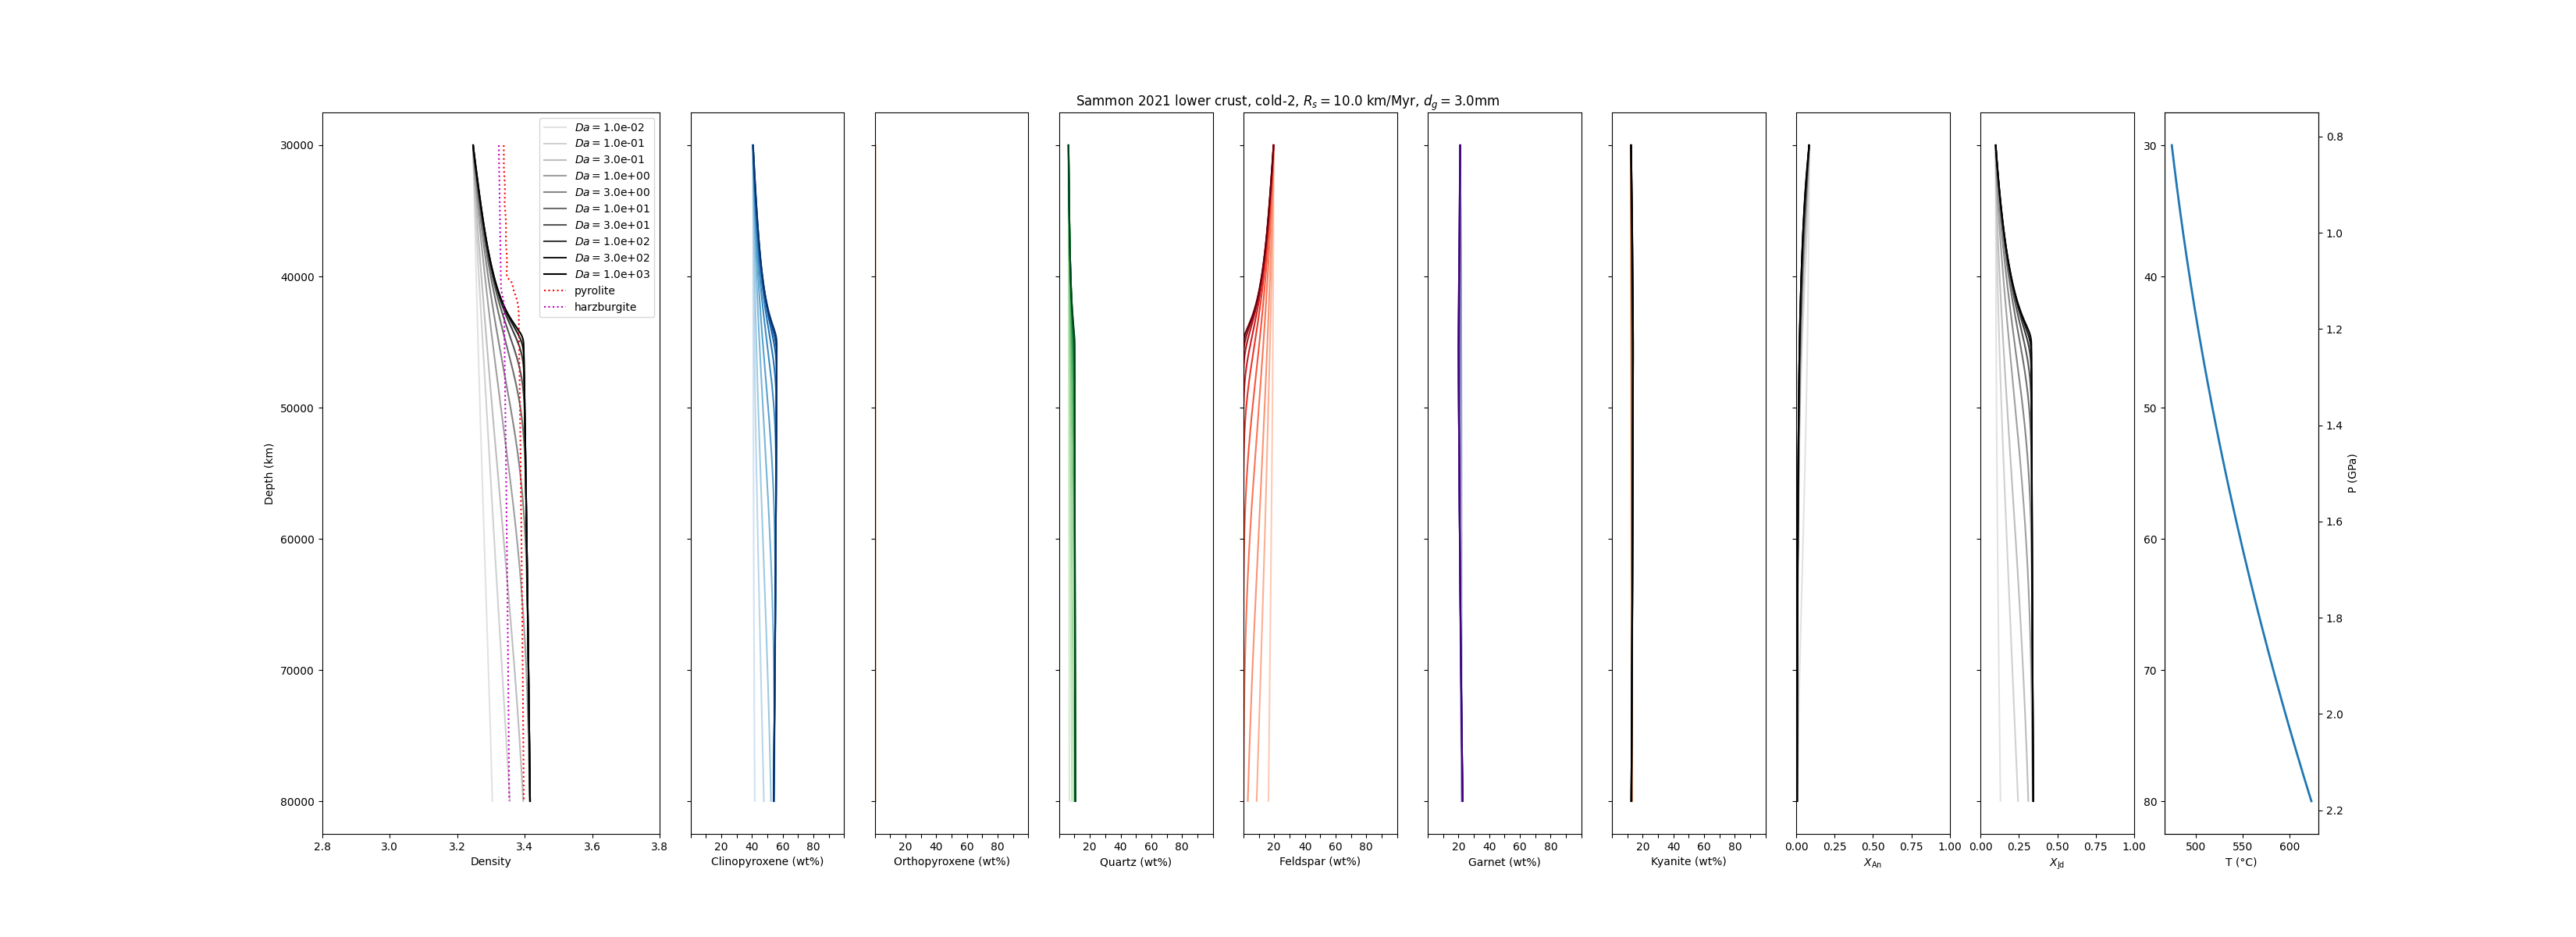 Sammon 2021 lower crust, cold-2, Rs = 10.0 km/Myr, dg = 3.0mm
Da = 1.0e-02
Da = 1.0e-01
Da = 3.0e-01
Da = 1.0e+00
Da = 3.0e+00
Da = 1.0e+01
Da = 3.0e+01
Da = 1.0e+02
Da = 3.0e+02
Da = 1.0e+03
pyrolite
harzburgite
Depth (km)
30000
40000
50000
60000
70000
80000
2.8 3.0 3.2 3.4 3.6 3.8
Density
20 40 60 80
Clinopyroxene (wt%)
20 40 60 80
Orthopyroxene (wt%)
20 40 60 80
Quartz (wt%)
20 40 60 80
Feldspar (wt%)
20 40 60 80
Garnet (wt%)
20 40 60 80
Kyanite (wt%)
0.00 0.25 0.50 0.75 1.00
XAn
0.00 0.25 0.50 0.75 1.00
XJd
30
40
50
60
70
80
500 550 600
T (°C)
0.8
1.0
1.2
1.4
1.6
1.8
2.0
2.2
P (GPa)